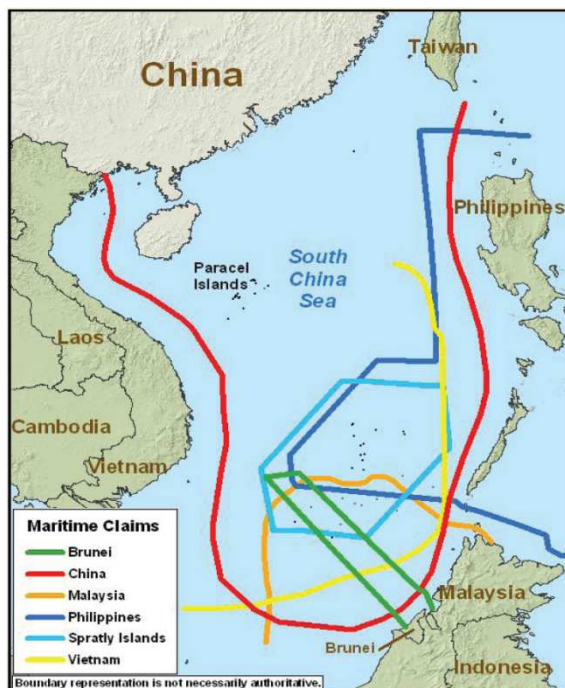 Taiwan
China
Philippines
Paracel
Islands
South
China
Sea
Laos
Cambodia
Vietnam
Maritime Claims
Brunei
China
Malaysia
Philippines
Spratly Islands
Vietnam
Malaysia
Brunei
Indonesia
Boundary representation is not necessarily authoritative.